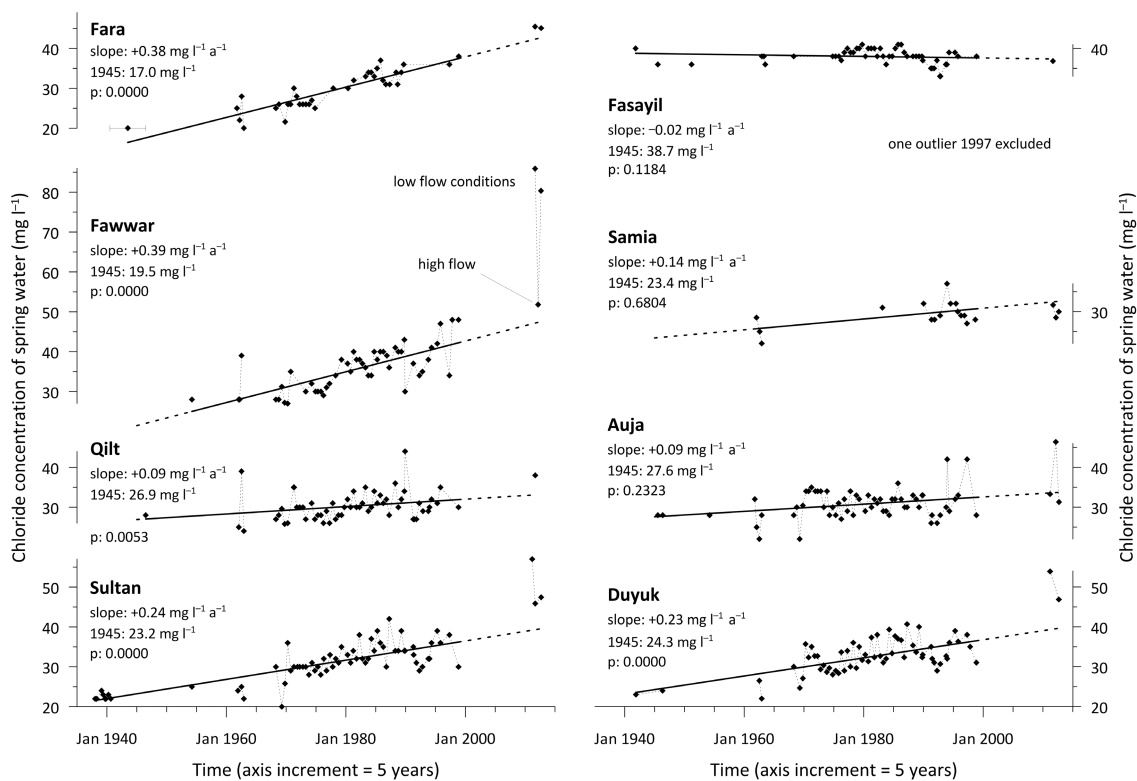 Fara
slope: +0.38 mg l⁻¹ a⁻¹
1945: 17.0 mg l⁻¹
p: 0.0000
40
30
20
Fawwar
slope: +0.39 mg l⁻¹ a⁻¹
1945: 19.5 mg l⁻¹
p: 0.0000
low flow conditions
high flow
80
70
60
50
40
30
Qilt
slope: +0.09 mg l⁻¹ a⁻¹
1945: 26.9 mg l⁻¹
p: 0.0053
40
30
Sultan
slope: +0.24 mg l⁻¹ a⁻¹
1945: 23.2 mg l⁻¹
p: 0.0000
50
40
30
20
Chloride concentration of spring water (mg l⁻¹)
Jan 1940 Jan 1960 Jan 1980 Jan 2000
Time (axis increment = 5 years)
Fasayil
slope: −0.02 mg l⁻¹ a⁻¹
1945: 38.7 mg l⁻¹
p: 0.1184
one outlier 1997 excluded
40
Samia
slope: +0.14 mg l⁻¹ a⁻¹
1945: 23.4 mg l⁻¹
p: 0.6804
30
Auja
slope: +0.09 mg l⁻¹ a⁻¹
1945: 27.6 mg l⁻¹
p: 0.2323
40
30
Duyuk
slope: +0.23 mg l⁻¹ a⁻¹
1945: 24.3 mg l⁻¹
p: 0.0000
50
40
30
20
Chloride concentration of spring water (mg l⁻¹)
Jan 1940 Jan 1960 Jan 1980 Jan 2000
Time (axis increment = 5 years)